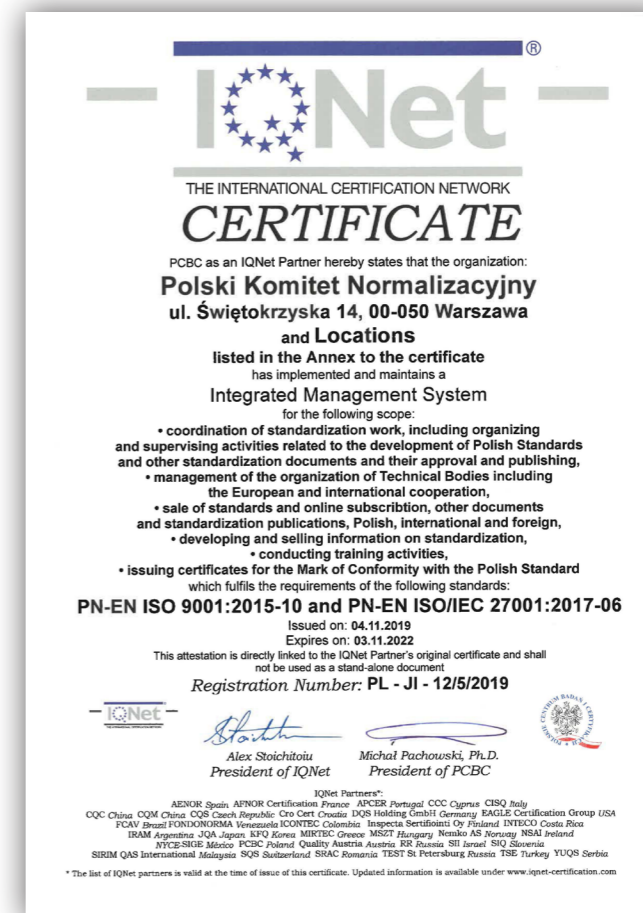 IQNet ®
THE INTERNATIONAL CERTIFICATION NETWORK
CERTIFICATE
PCBC as an IQNet Partner hereby states that the organization:
Polski Komitet Normalizacyjny
ul. Świętokrzyska 14, 00-050 Warszawa
and Locations
listed in the Annex to the certificate
has implemented and maintains a
Integrated Management System
for the following scope:
• coordination of standardization work, including organizing
and supervising activities related to the development of Polish Standards
and other standardization documents and their approval and publishing,
• management of the organization of Technical Bodies including
the European and international cooperation,
• sale of standards and online subscribtion, other documents
and standardization publications, Polish, international and foreign,
• developing and selling information on standardization,
• conducting training activities,
• issuing certificates for the Mark of Conformity with the Polish Standard
which fulfils the requirements of the following standards:
PN-EN ISO 9001:2015-10 and PN-EN ISO/IEC 27001:2017-06
Issued on: 04.11.2019
Expires on: 03.11.2022
This attestation is directly linked to the IQNet Partner's original certificate and shall
not be used as a stand-alone document
Registration Number: PL - JI - 12/5/2019
IQNet
THE INTERNATIONAL CERTIFICATION NETWORK
POLSKIE CENTRUM BADAŃ I CERTYFIKACJI
Alex Stoichitoiu Michał Pachowski, Ph.D.
President of IQNet President of PCBC
IQNet Partners*:
AENOR Spain AFNOR Certification France APCER Portugal CCC Cyprus CISQ Italy
CQC China CQM China CQS Czech Republic Cro Cert Croatia DQS Holding GmbH Germany EAGLE Certification Group USA
FCAV Brazil FONDONORMA Venezuela ICONTEC Colombia Inspecta Sertifiointi Oy Finland INTECO Costa Rica
IRAM Argentina JQA Japan KFQ Korea MIRTEC Greece MSZT Hungary Nemko AS Norway NSAI Ireland
NYCE-SIGE México PCBC Poland Quality Austria Austria RR Russia SII Israel SIQ Slovenia
SIRIM QAS International Malaysia SQS Switzerland SRAC Romania TEST St Petersburg Russia TSE Turkey YUQS Serbia
* The list of IQNet partners is valid at the time of issue of this certificate. Updated information is available under www.iqnet-certification.com